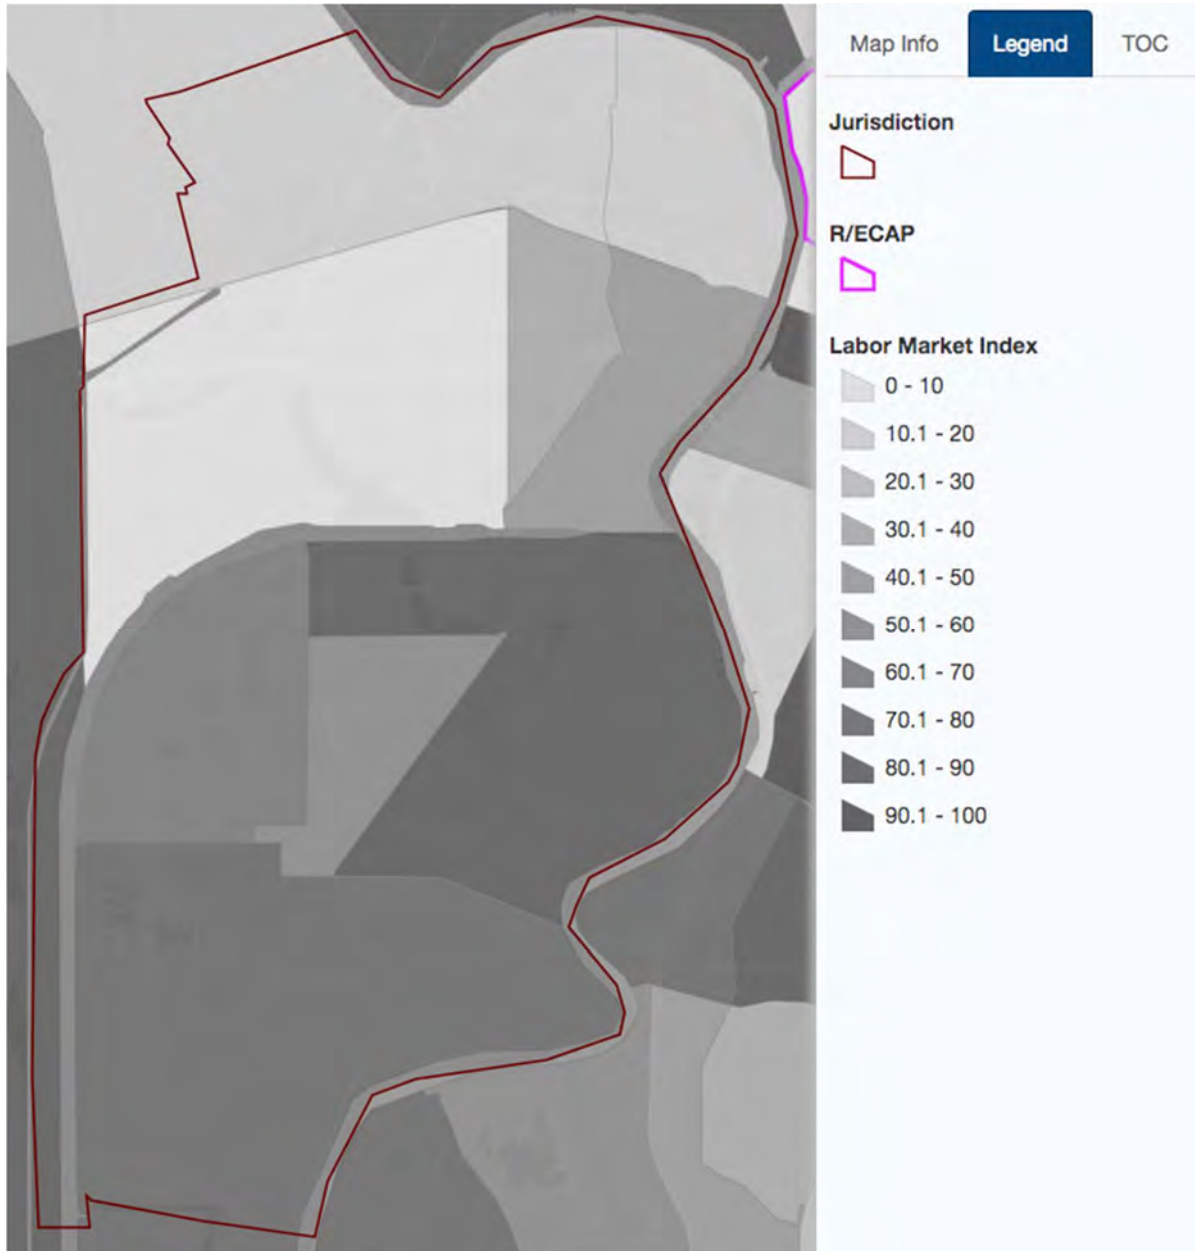 Map Info Legend TOC
Jurisdiction
R/ECAP
Labor Market Index
0 - 10
10.1 - 20
20.1 - 30
30.1 - 40
40.1 - 50
50.1 - 60
60.1 - 70
70.1 - 80
80.1 - 90
90.1 - 100